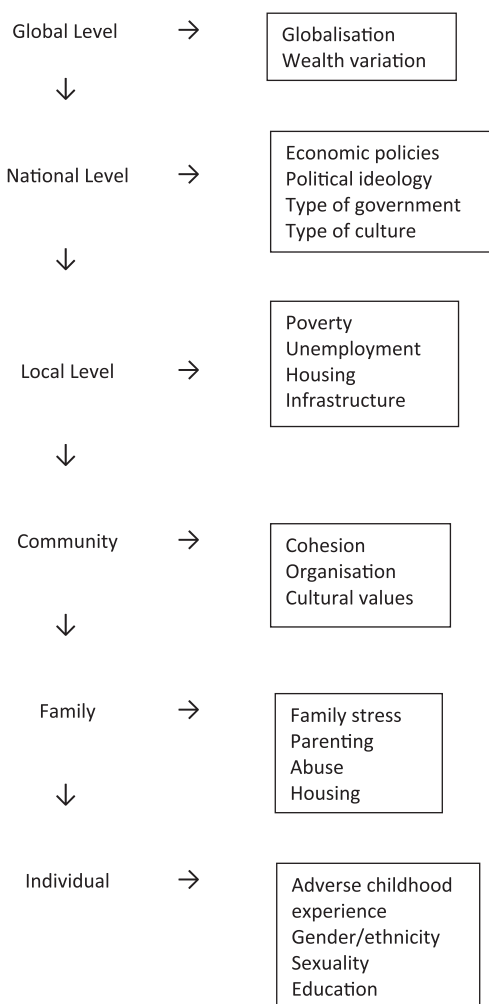 Global Level → Globalisation
Wealth variation
↓
National Level → Economic policies
Political ideology
Type of government
Type of culture
↓
Local Level → Poverty
Unemployment
Housing
Infrastructure
↓
Community → Cohesion
Organisation
Cultural values
↓
Family → Family stress
Parenting
Abuse
Housing
↓
Individual → Adverse childhood
experience
Gender/ethnicity
Sexuality
Education